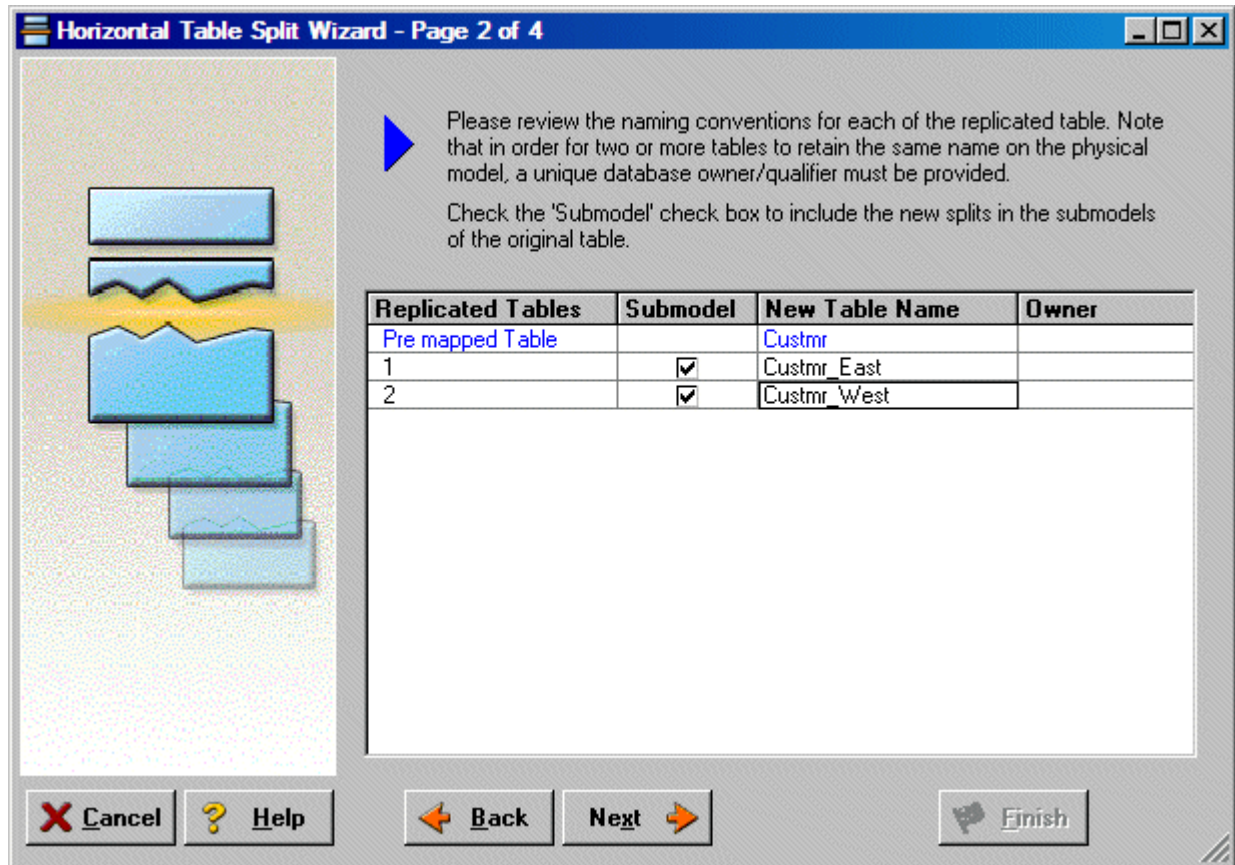 Horizontal Table Split Wizard - Page 2 of 4
Please review the naming conventions for each of the replicated table. Note
that in order for two or more tables to retain the same name on the physical
model, a unique database owner/qualifier must be provided.
Check the 'Submodel' check box to include the new splits in the submodels
of the original table.
Replicated Tables Submodel New Table Name Owner
Pre mapped Table Custmr
1 Custmr_East
2 Custmr_West
Cancel Help Back Next Finish